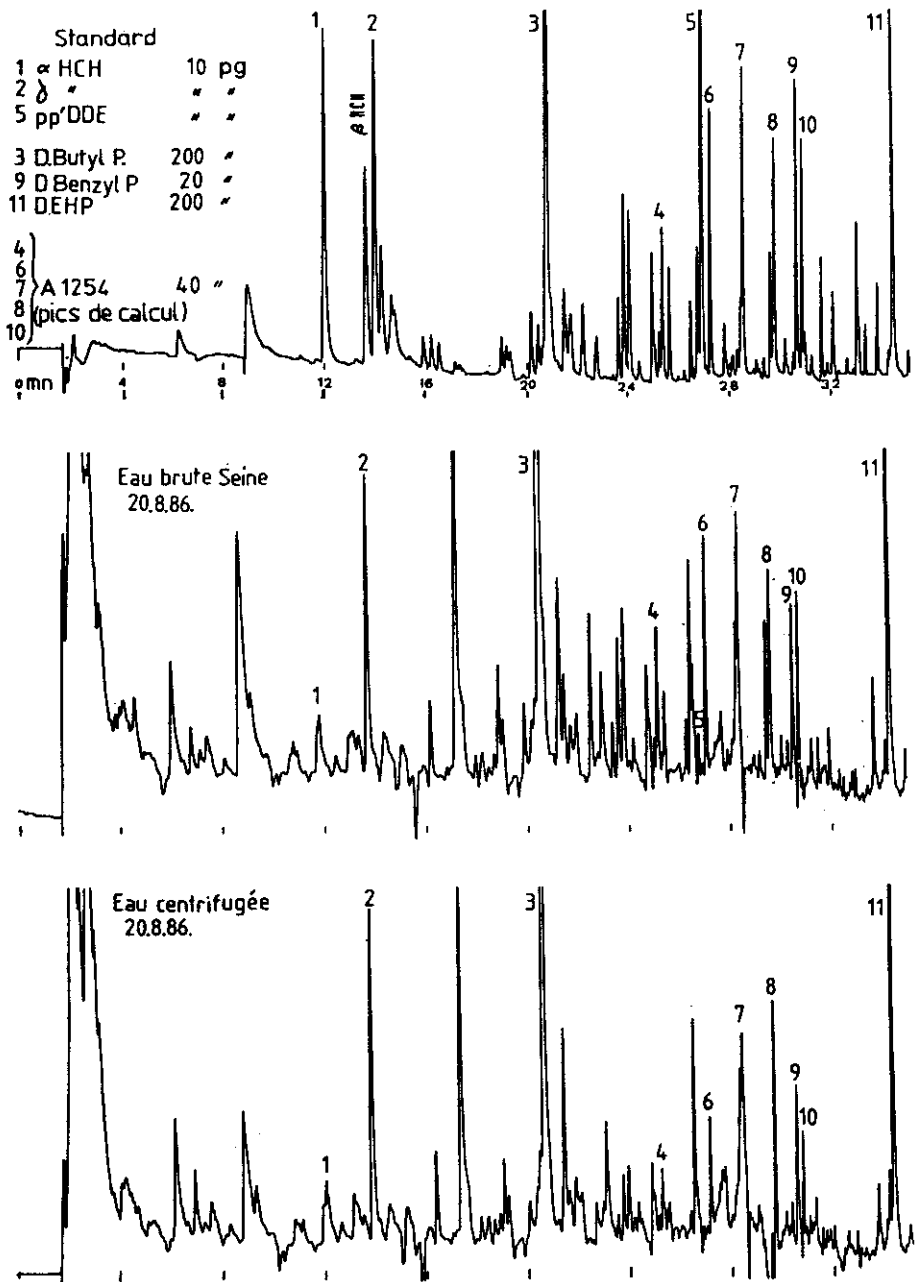 1 2 3 5 6 7 8 9 10 11
4
β HCH
Standard
1 α HCH 10 pg
2 γ " " "
5 pp'DDE " "
3 D.Butyl P. 200 "
9 D.Benzyl P 20 "
11 D.EHP 200 "
4
6
7 A 1254 40 "
8 (pics de calcul)
10
0 mn 4 8 12 16 20 24 28 32
Eau brute Seine
20.8.86.
1 2 3 4 5 6 7 8 9 10 11
Eau centrifugée
20.8.86.
1 2 3 4 6 7 8 9 10 11